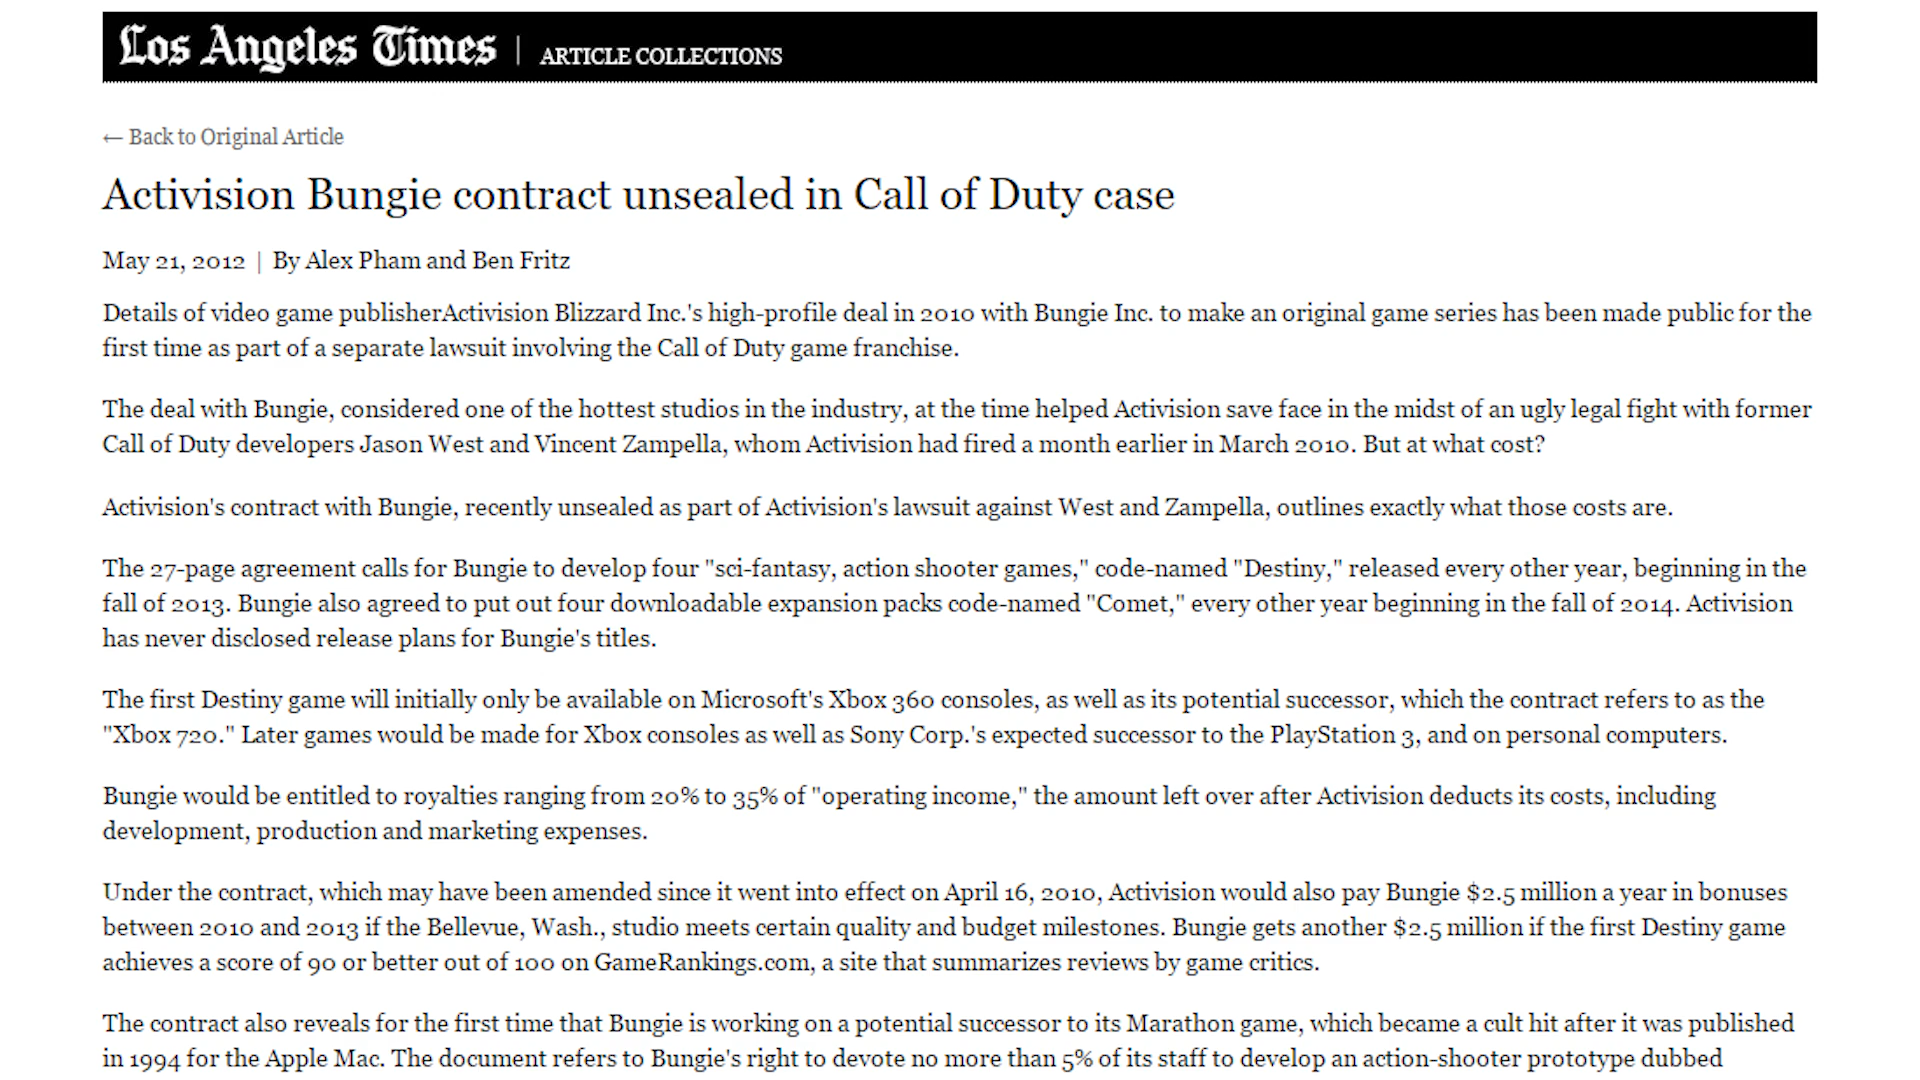 Los Angeles Times | ARTICLE COLLECTIONS
← Back to Original Article
Activision Bungie contract unsealed in Call of Duty case
May 21, 2012 | By Alex Pham and Ben Fritz
Details of video game publisherActivision Blizzard Inc.'s high-profile deal in 2010 with Bungie Inc. to make an original game series has been made public for the
first time as part of a separate lawsuit involving the Call of Duty game franchise.
The deal with Bungie, considered one of the hottest studios in the industry, at the time helped Activision save face in the midst of an ugly legal fight with former
Call of Duty developers Jason West and Vincent Zampella, whom Activision had fired a month earlier in March 2010. But at what cost?
Activision's contract with Bungie, recently unsealed as part of Activision's lawsuit against West and Zampella, outlines exactly what those costs are.
The 27-page agreement calls for Bungie to develop four "sci-fantasy, action shooter games," code-named "Destiny," released every other year, beginning in the
fall of 2013. Bungie also agreed to put out four downloadable expansion packs code-named "Comet," every other year beginning in the fall of 2014. Activision
has never disclosed release plans for Bungie's titles.
The first Destiny game will initially only be available on Microsoft's Xbox 360 consoles, as well as its potential successor, which the contract refers to as the
"Xbox 720." Later games would be made for Xbox consoles as well as Sony Corp.'s expected successor to the PlayStation 3, and on personal computers.
Bungie would be entitled to royalties ranging from 20% to 35% of "operating income," the amount left over after Activision deducts its costs, including
development, production and marketing expenses.
Under the contract, which may have been amended since it went into effect on April 16, 2010, Activision would also pay Bungie $2.5 million a year in bonuses
between 2010 and 2013 if the Bellevue, Wash., studio meets certain quality and budget milestones. Bungie gets another $2.5 million if the first Destiny game
achieves a score of 90 or better out of 100 on GameRankings.com, a site that summarizes reviews by game critics.
The contract also reveals for the first time that Bungie is working on a potential successor to its Marathon game, which became a cult hit after it was published
in 1994 for the Apple Mac. The document refers to Bungie's right to devote no more than 5% of its staff to develop an action-shooter prototype dubbed